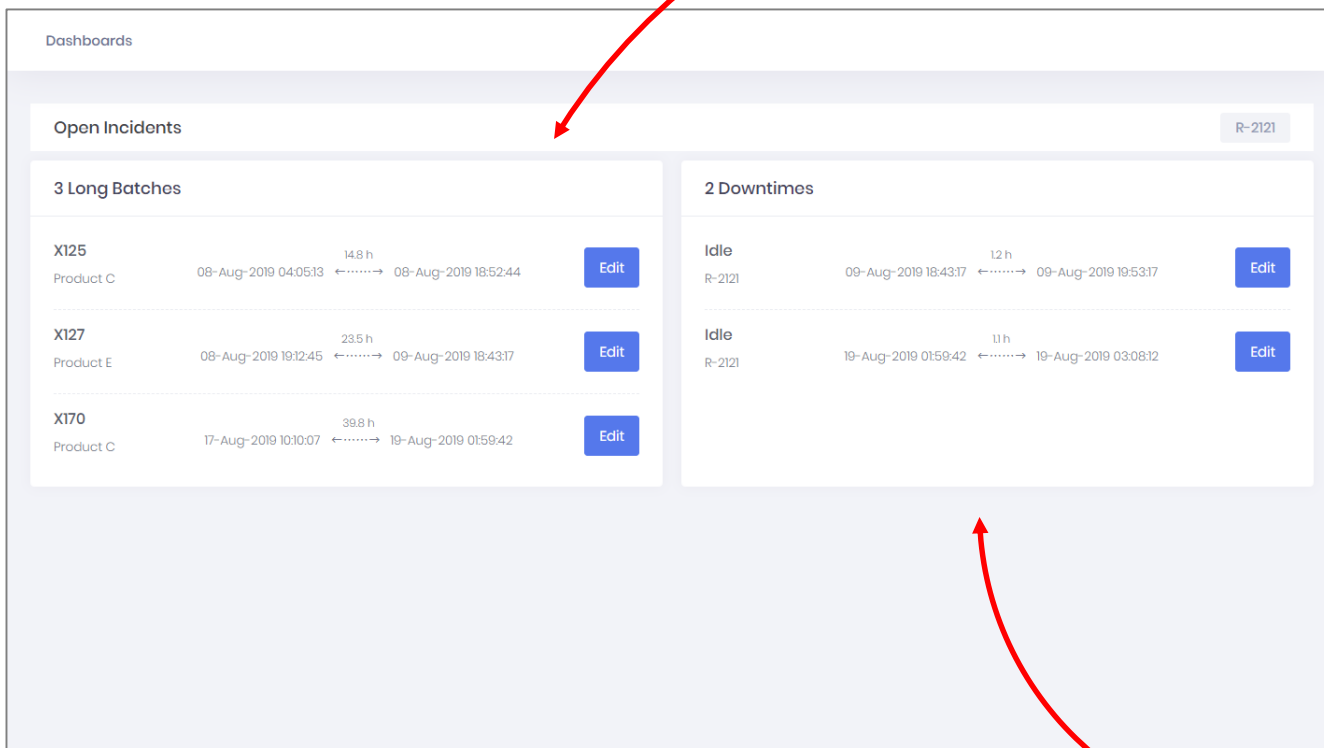 Dashboards
Open Incidents
R-2121
3 Long Batches
X125
Product C
14.8 h
08-Aug-2019 04:05:13 ←······→ 08-Aug-2019 18:52:44
Edit
X127
Product E
23.5 h
08-Aug-2019 19:12:45 ←······→ 09-Aug-2019 18:43:17
Edit
X170
Product C
39.8 h
17-Aug-2019 10:10:07 ←······→ 19-Aug-2019 01:59:42
Edit
2 Downtimes
Idle
R-2121
1.2 h
09-Aug-2019 18:43:17 ←······→ 09-Aug-2019 19:53:17
Edit
Idle
R-2121
1.1 h
19-Aug-2019 01:59:42 ←······→ 19-Aug-2019 03:08:12
Edit